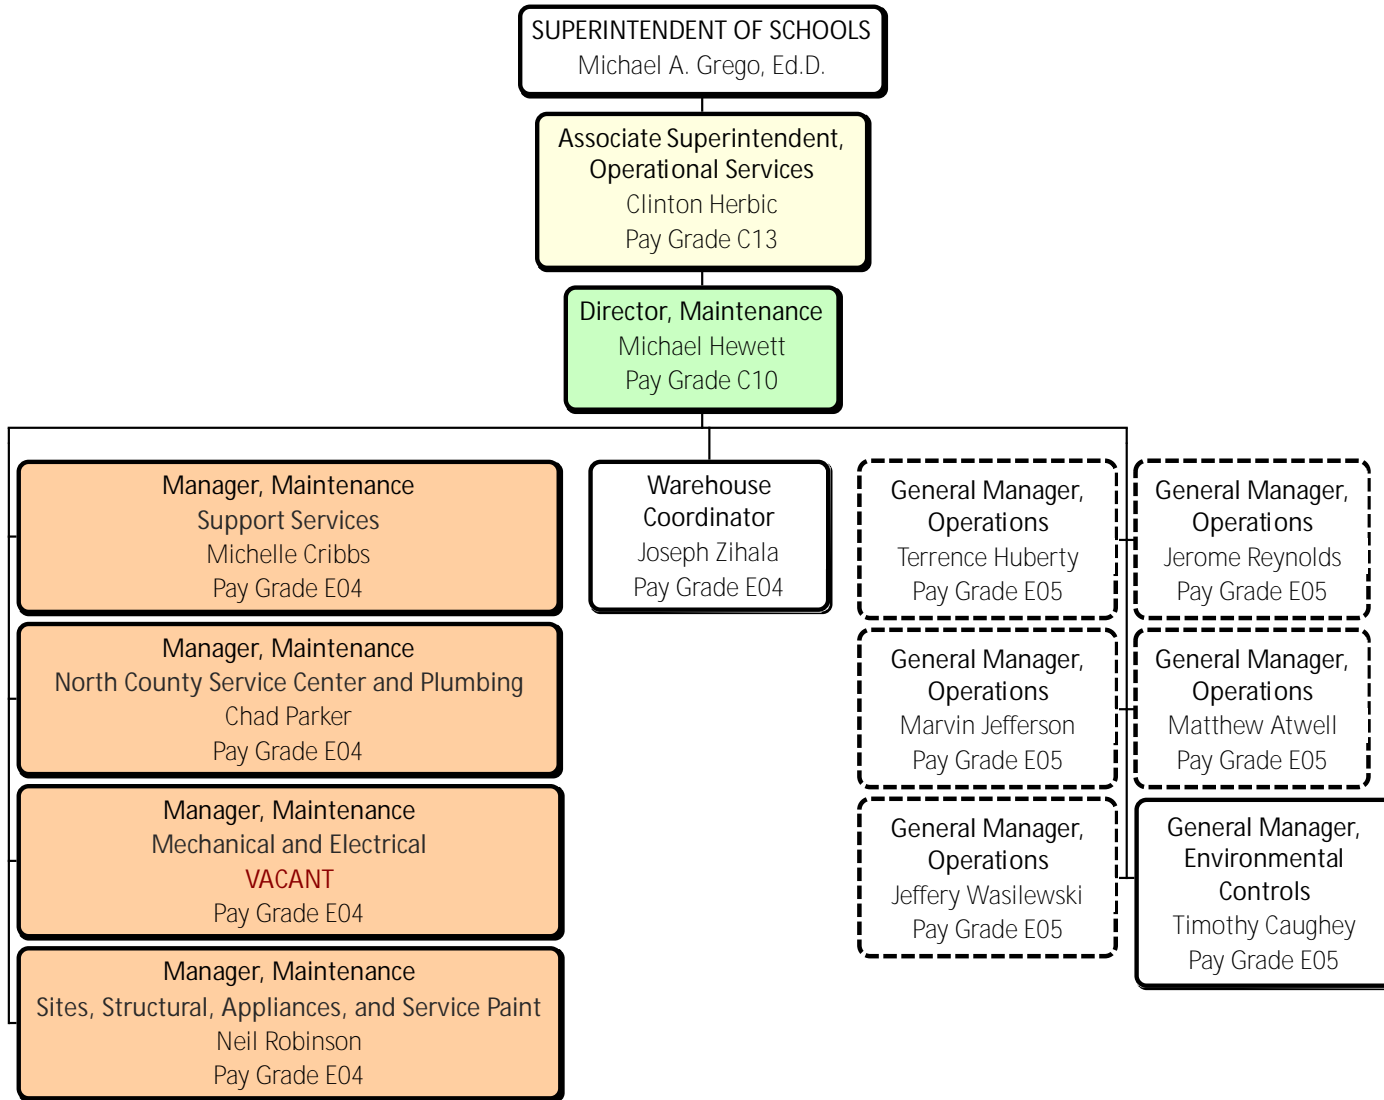 SUPERINTENDENT OF SCHOOLS
Michael A. Grego, Ed.D.
Associate Superintendent,
Operational Services
Clinton Herbic
Pay Grade C13
Director, Maintenance
Michael Hewett
Pay Grade C10
Manager, Maintenance
Support Services
Michelle Cribbs
Pay Grade E04
Manager, Maintenance
North County Service Center and Plumbing
Chad Parker
Pay Grade E04
Manager, Maintenance
Mechanical and Electrical
VACANT
Pay Grade E04
Manager, Maintenance
Sites, Structural, Appliances, and Service Paint
Neil Robinson
Pay Grade E04
Warehouse
Coordinator
Joseph Zihala
Pay Grade E04
General Manager,
Operations
Terrence Huberty
Pay Grade E05
General Manager,
Operations
Jerome Reynolds
Pay Grade E05
General Manager,
Operations
Marvin Jefferson
Pay Grade E05
General Manager,
Operations
Matthew Atwell
Pay Grade E05
General Manager,
Operations
Jeffery Wasilewski
Pay Grade E05
General Manager,
Environmental
Controls
Timothy Caughey
Pay Grade E05